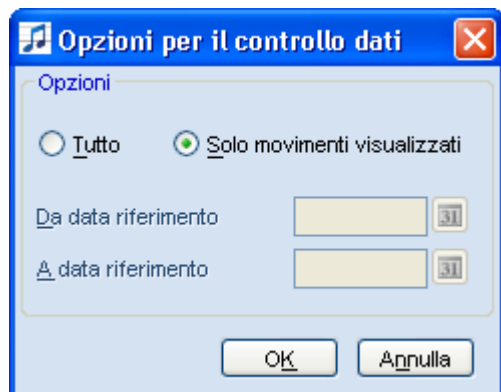 Opzioni per il controllo dati
Opzioni
Tutto Solo movimenti visualizzati
Da data riferimento 31
A data riferimento 31
OK Annulla